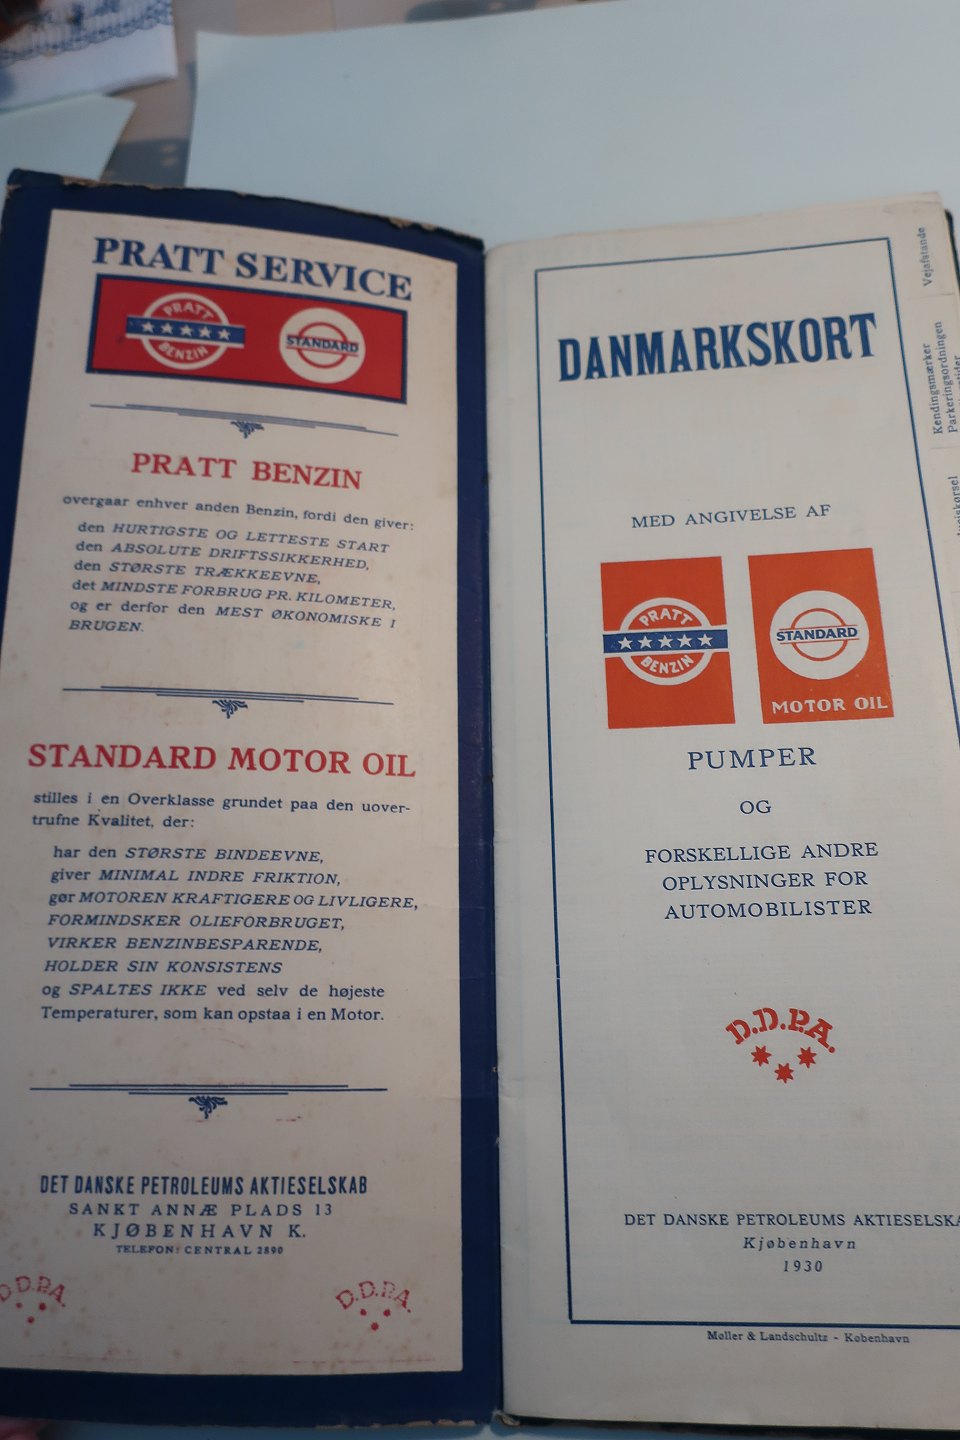 PRATT SERVICE
PRATT
BENZIN
STANDARD
PRATT BENZIN
overgaar enhver anden Benzin, fordi den giver:
den HURTIGSTE OG LETTESTE START
den ABSOLUTE DRIFTSSIKKERHED,
den STØRSTE TRÆKKEEVNE,
det MINDSTE FORBRUG PR. KILOMETER,
og er derfor den MEST ØKONOMISKE I
BRUGEN.
STANDARD MOTOR OIL
stilles i en Overklasse grundet paa den uover-
trufne Kvalitet, der:
har den STØRSTE BINDEEVNE,
giver MINIMAL INDRE FRIKTION,
gør MOTOREN KRAFTIGERE OG LIVLIGERE,
FORMINDSKER OLIEFORBRUGET,
VIRKER BENZINBESPARENDE,
HOLDER SIN KONSISTENS
og SPALTES IKKE ved selv de højeste
Temperaturer, som kan opstaa i en Motor.
DET DANSKE PETROLEUMS AKTIESELSKAB
SANKT ANNÆ PLADS 13
KJØBENHAVN K.
TELEFON: CENTRAL 2890
D.D.P.A.
D.D.P.A.
DANMARKSKORT
MED ANGIVELSE AF
PRATT
BENZIN
STANDARD
MOTOR OIL
PUMPER
OG
FORSKELLIGE ANDRE
OPLYSNINGER FOR
AUTOMOBILISTER
D.D.P.A.
DET DANSKE PETROLEUMS AKTIESELSKA
Kjøbenhavn
1930
Møller & Landschultz - København
Vejafstande
Kendingsmærker
Parkeringsordningen